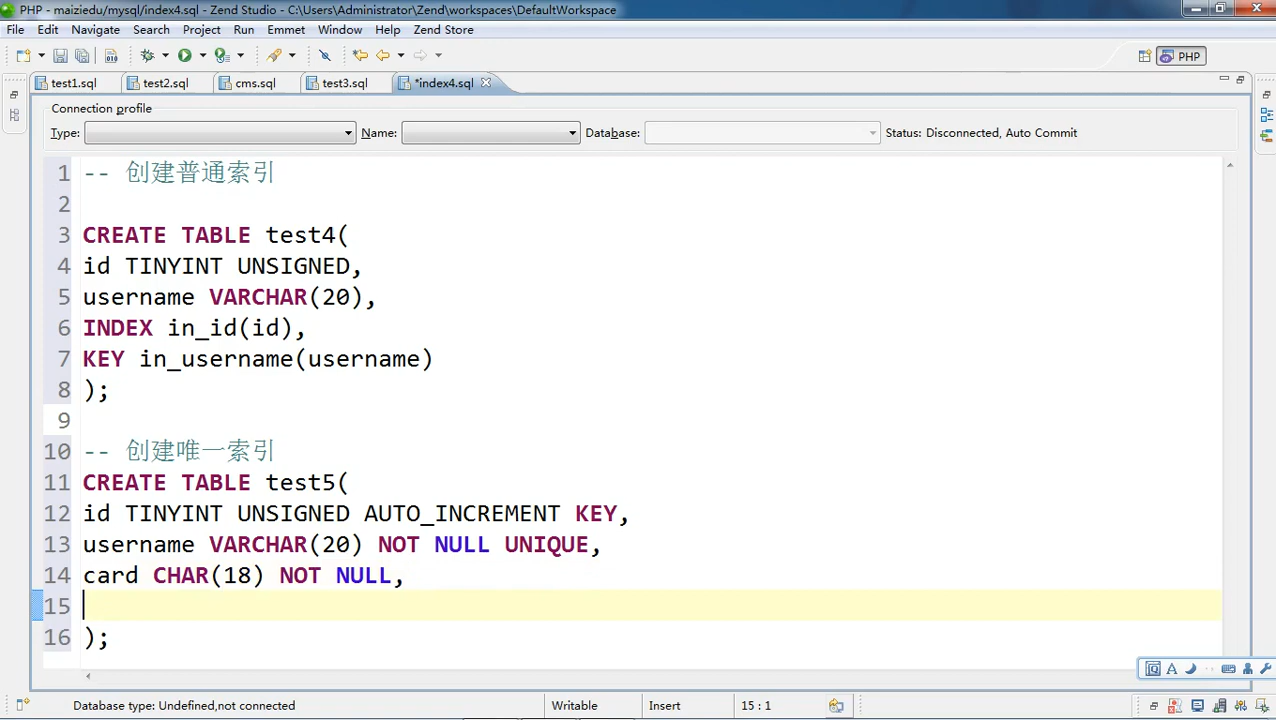 PHP - maiziedu/mysql/index4.sql - Zend Studio - C:\Users\Administrator\Zend\workspaces\DefaultWorkspace
File Edit Navigate Search Project Run Emmet Window Help Zend Store
PHP
test1.sql test2.sql cms.sql test3.sql *index4.sql
Connection profile
Type: Name: Database: Status: Disconnected, Auto Commit
1 -- 创建普通索引
2
3 CREATE TABLE test4(
4 id TINYINT UNSIGNED,
5 username VARCHAR(20),
6 INDEX in_id(id),
7 KEY in_username(username)
8 );
9
10 -- 创建唯一索引
11 CREATE TABLE test5(
12 id TINYINT UNSIGNED AUTO_INCREMENT KEY,
13 username VARCHAR(20) NOT NULL UNIQUE,
14 card CHAR(18) NOT NULL,
15
16 );
Database type: Undefined,not connected Writable Insert 15 : 1